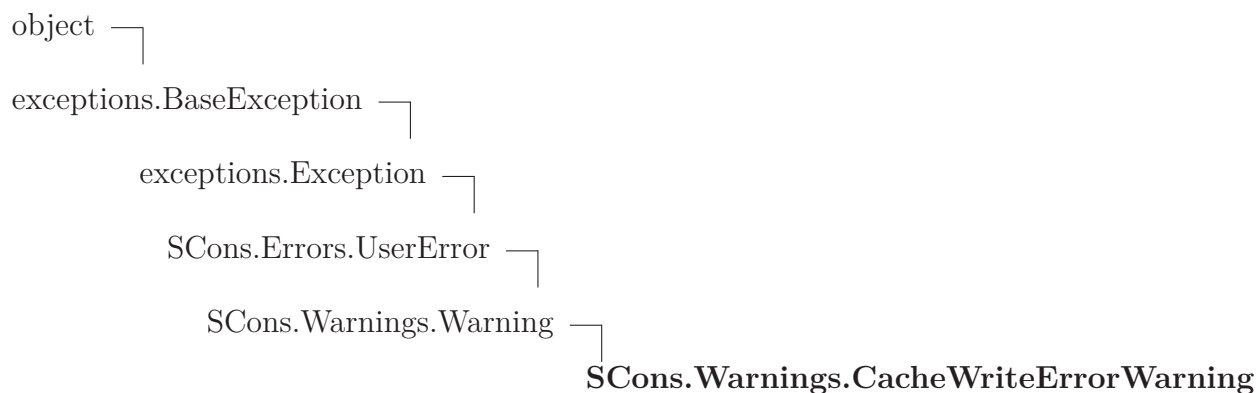 object
exceptions.BaseException
exceptions.Exception
SCons.Errors.UserError
SCons.Warnings.Warning
SCons.Warnings.CacheWriteErrorWarning